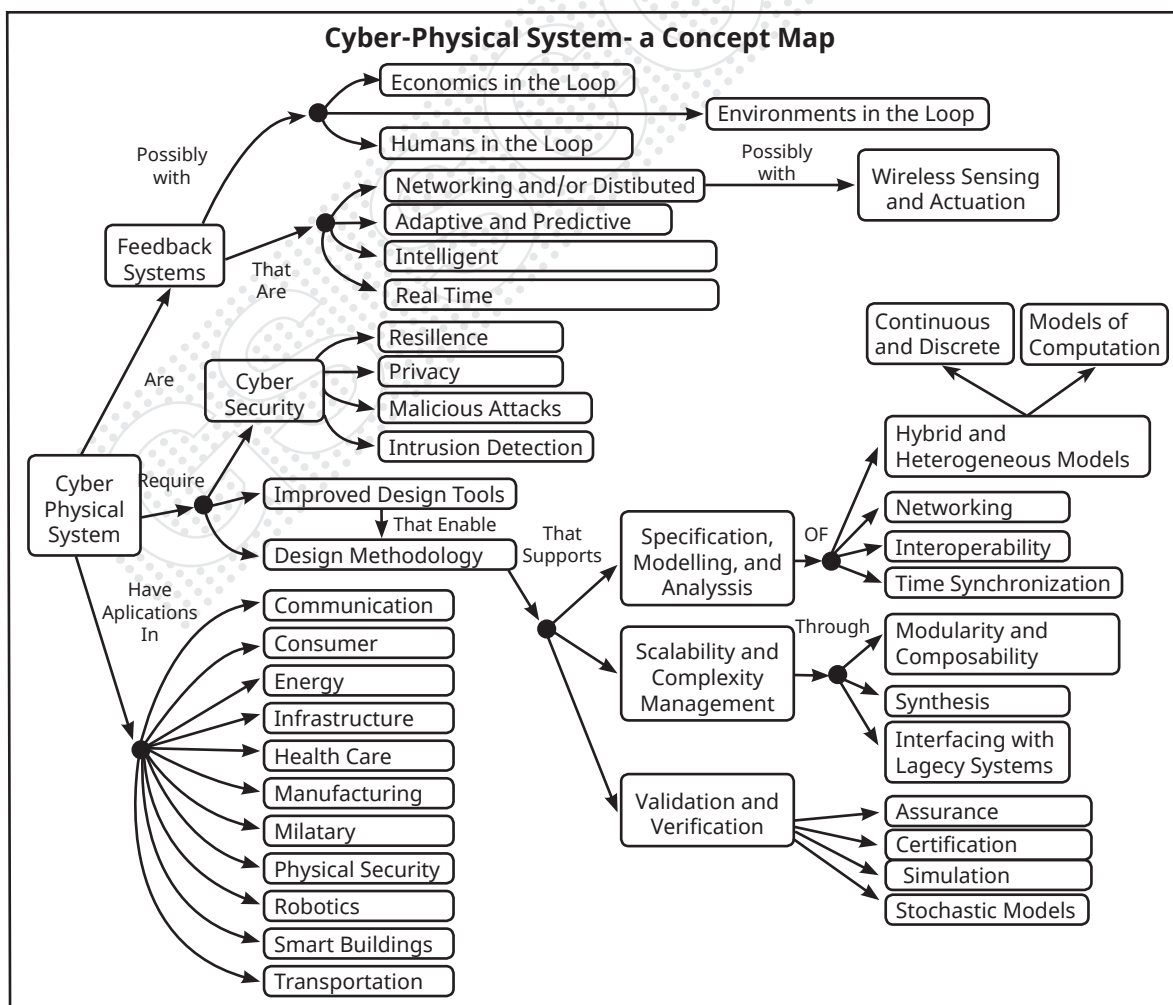 Cyber-Physical System- a Concept Map
Economics in the Loop
Environments in the Loop
Humans in the Loop
Possibly
with
Networking and/or Distibuted
Possibly
with
Wireless Sensing
and Actuation
Adaptive and Predictive
Intelligent
Real Time
Feedback
Systems
That
Are
Are
Cyber
Security
Resillence
Privacy
Malicious Attacks
Intrusion Detection
Continuous
and Discrete
Models of
Computation
Hybrid and
Heterogeneous Models
Cyber
Physical
System
Require
Improved Design Tools
That Enable
Design Methodology
That
Supports
Specification,
Modelling, and
Analyssis
OF
Networking
Interoperability
Time Synchronization
Have
Aplications
In
Communication
Consumer
Energy
Infrastructure
Health Care
Manufacturing
Milatary
Physical Security
Robotics
Smart Buildings
Transportation
Scalability and
Complexity
Management
Through
Modularity and
Composability
Synthesis
Interfacing with
Lagecy Systems
Validation and
Verification
Assurance
Certification
Simulation
Stochastic Models